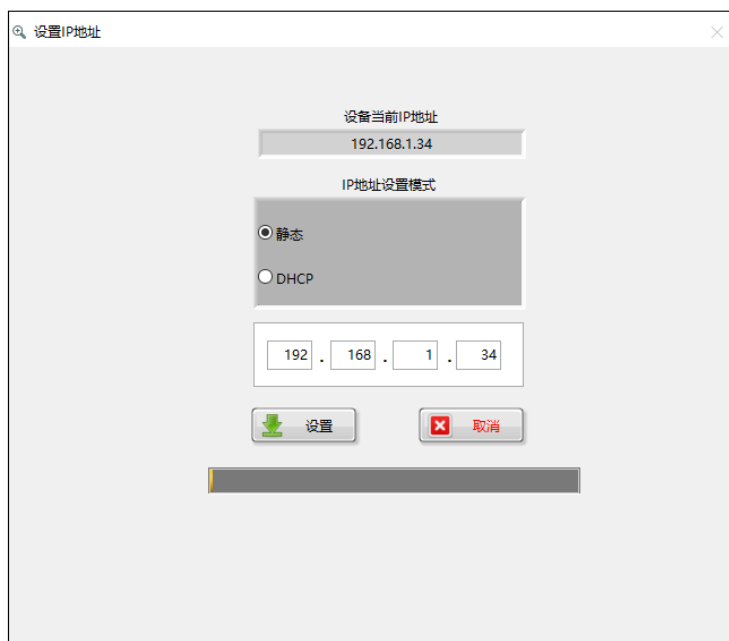 设置IP地址
设备当前IP地址
192.168.1.34
IP地址设置模式
静态
DHCP
192 . 168 . 1 . 34
设置 取消